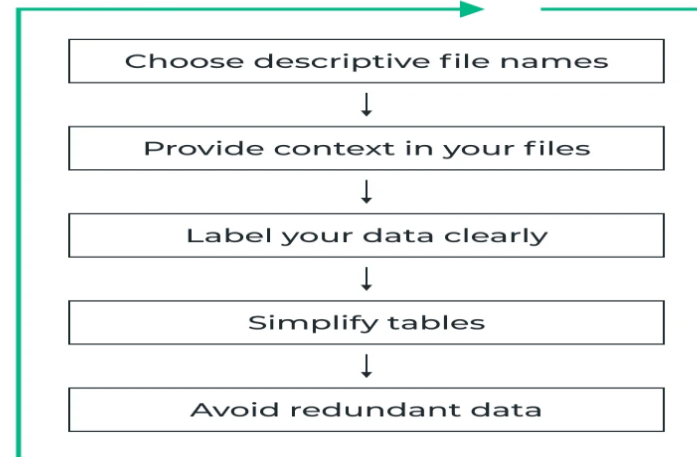 Choose descriptive file names
Provide context in your files
Label your data clearly
Simplify tables
Avoid redundant data